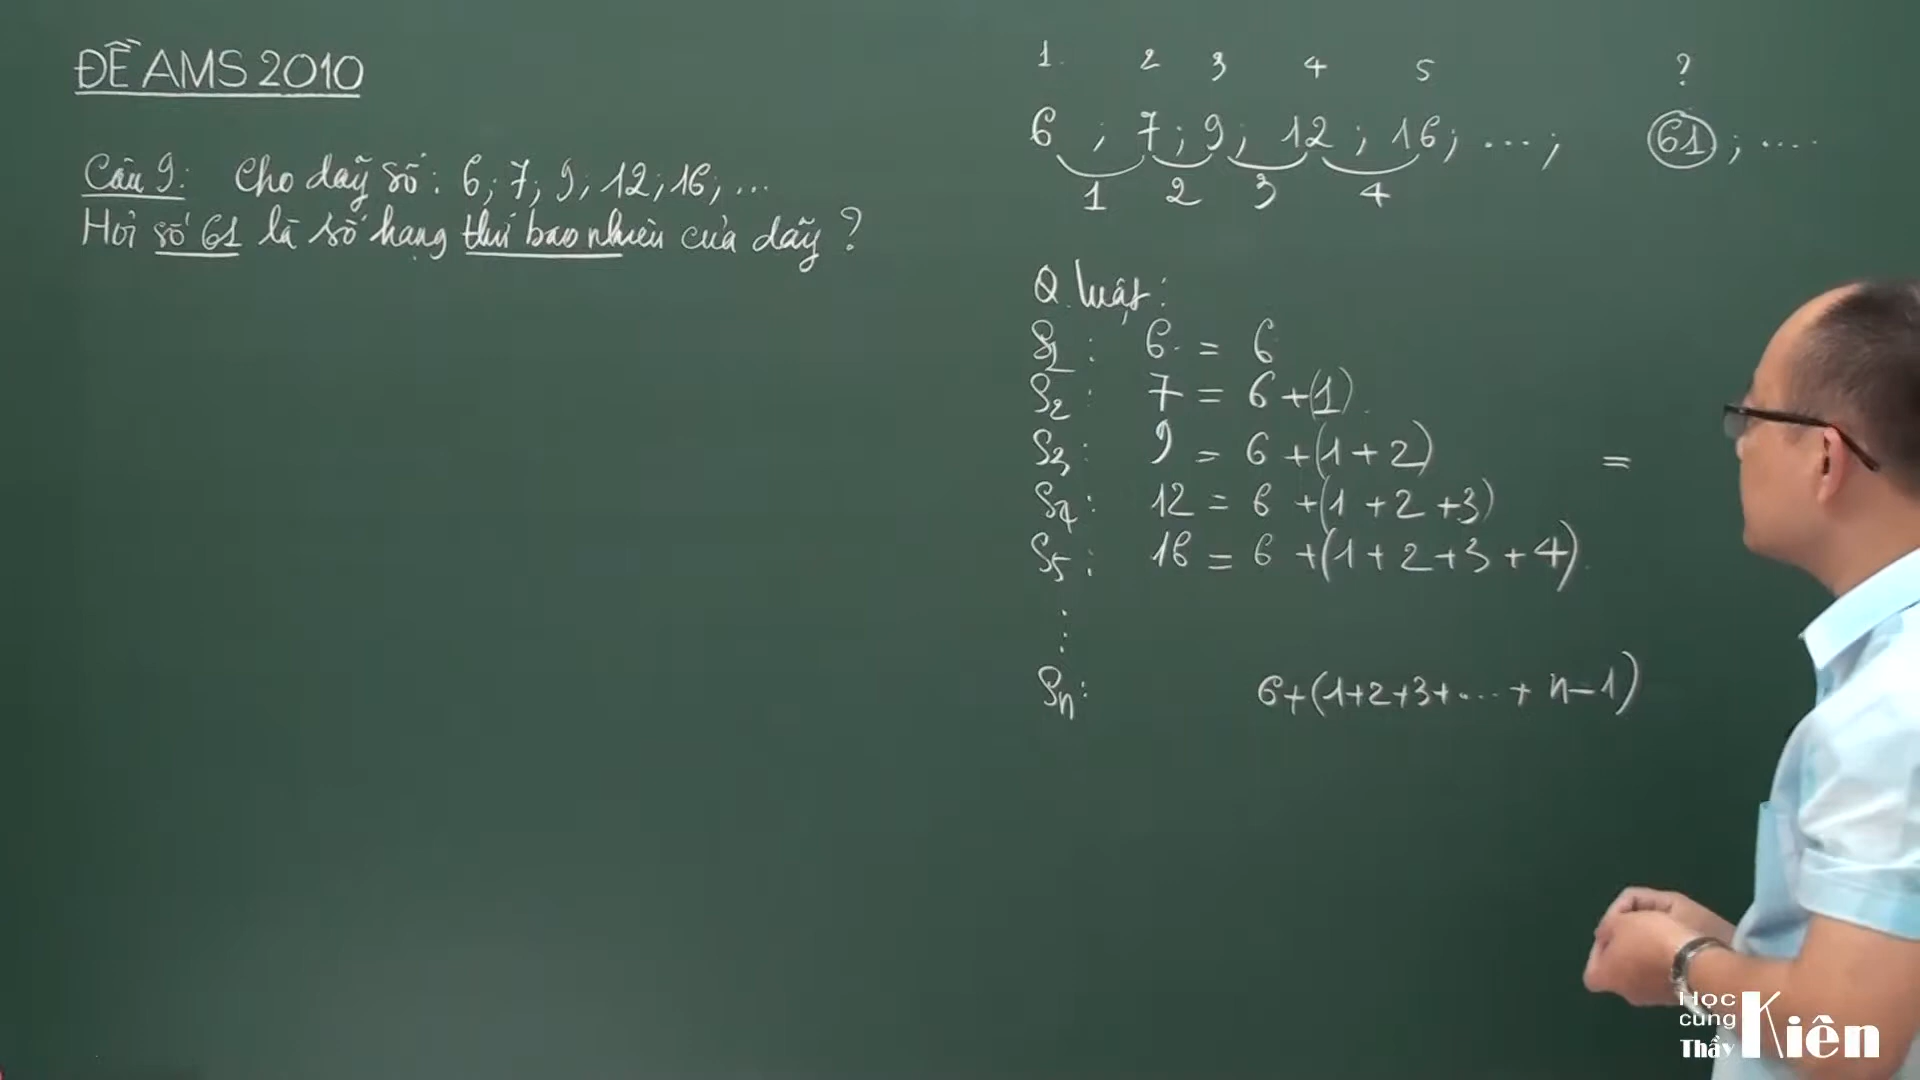 ĐỀ AMS 2010
Câu 9: Cho dãy số: 6; 7; 9; 12; 16; ...
Hỏi số 61 là số hạng thứ bao nhiêu của dãy ?
1. 2 3 4 5 ?
6 ; 7 ; 9 ; 12 ; 16 ; ... ; 61 ; ....
1 2 3 4
Q. luật :
S1 : 6 = 6
S2 : 7 = 6 + (1)
S3 : 9 = 6 + (1 + 2) =
S4 : 12 = 6 + (1 + 2 + 3)
S5 : 16 = 6 + (1 + 2 + 3 + 4)
⋮
Sn : 6 + (1+2+3+ ... + n-1)
Học
cùng
Thầy Kiên